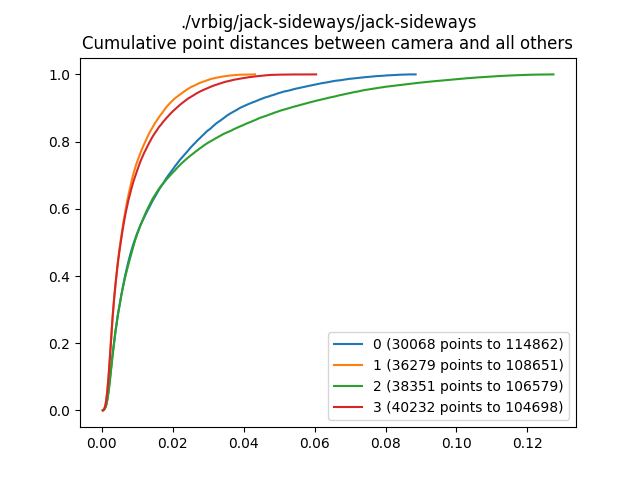 ./vrbig/jack-sideways/jack-sideways
Cumulative point distances between camera and all others
1.0
0.8
0.6
0.4
0.2
0.0
0 (30068 points to 114862)
1 (36279 points to 108651)
2 (38351 points to 106579)
3 (40232 points to 104698)
0.00 0.02 0.04 0.06 0.08 0.10 0.12